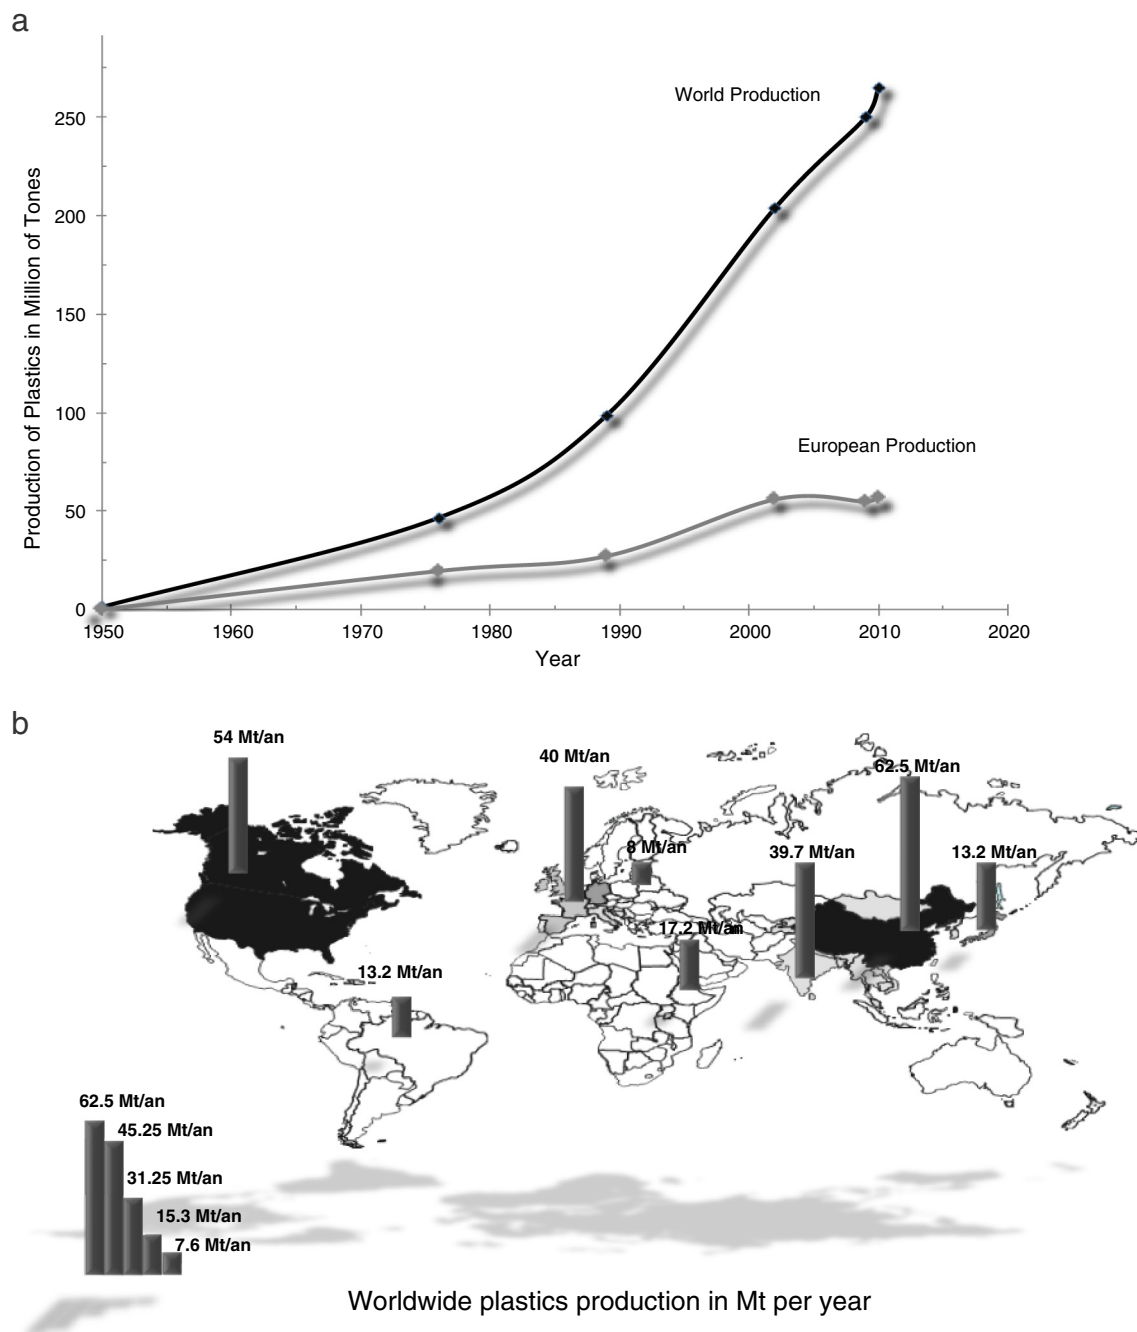 a
World Production
250
200
150
100
50
0
Production of Plastics in Million of Tones
European Production
1950 1960 1970 1980 1990 2000 2010 2020
Year
b
54 Mt/an
40 Mt/an
62.5 Mt/an
8 Mt/an
39.7 Mt/an
13.2 Mt/an
17.2 Mt/an
13.2 Mt/an
62.5 Mt/an
45.25 Mt/an
31.25 Mt/an
15.3 Mt/an
7.6 Mt/an
Worldwide plastics production in Mt per year